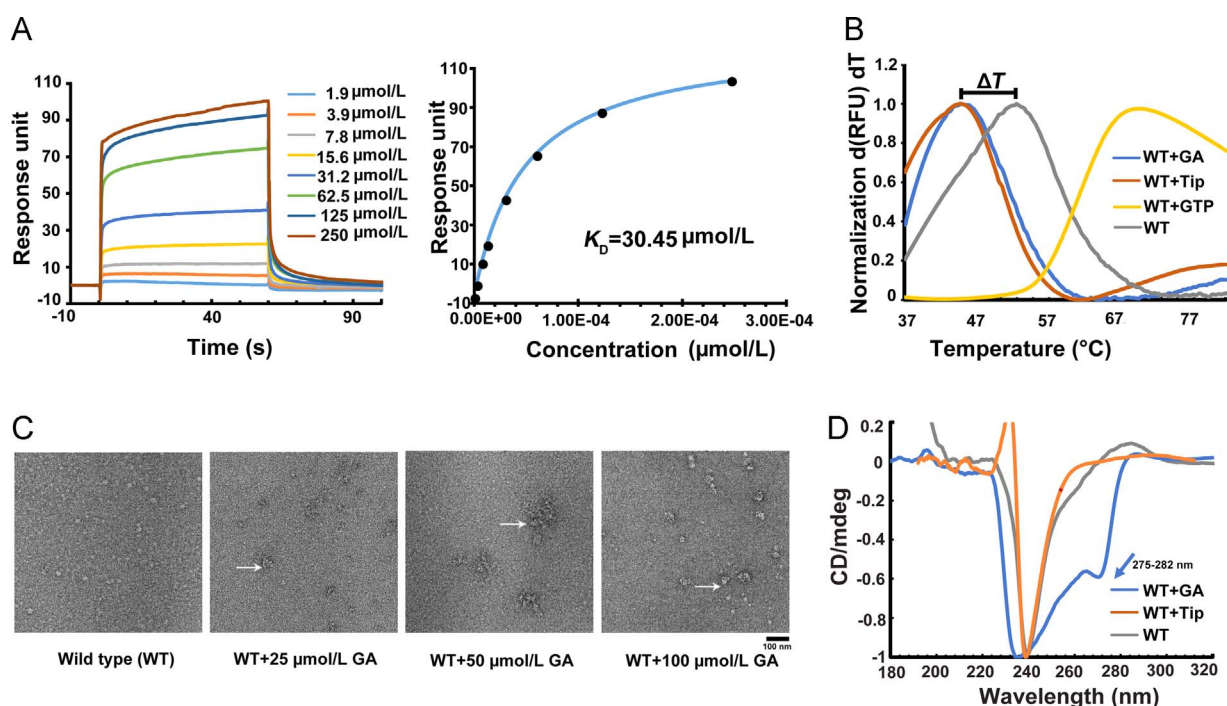 A
Response unit
110
90
70
50
30
10
-10
-10
40
90
Time (s)
1.9 µmol/L
3.9 µmol/L
7.8 µmol/L
15.6 µmol/L
31.2 µmol/L
62.5 µmol/L
125 µmol/L
250 µmol/L
Response unit
110
90
70
50
110
90
-10
KD=30.45 µmol/L
0.00E+00 1.00E-04 2.00E-04 3.00E-04
Concentration (µmol/L)
B
Normalization d(RFU) dT
1.2
1.0
0.8
0.6
0.4
0.2
0
ΔT
WT+GA
WT+Tip
WT+GTP
WT
37 47 57 67 77
Temperature (°C)
C
100 nm
Wild type (WT)
WT+25 µmol/L GA
WT+50 µmol/L GA
WT+100 µmol/L GA
D
CD/mdeg
0.2
0
-0.2
-0.4
-0.6
-0.8
-1
275-282 nm
WT+GA
WT+Tip
WT
180 200 220 240 260 280 300 320
Wavelength (nm)